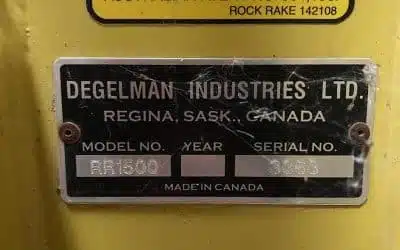 ROCK RAKE 142108
DEGELMAN INDUSTRIES LTD.
REGINA, SASK., CANADA
MODEL NO. YEAR SERIAL NO.
RR1500
MADE IN CANADA